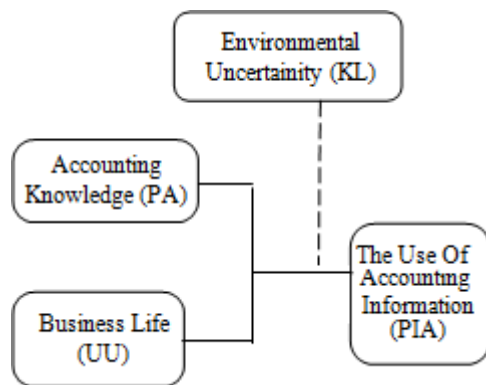 Environmental
Uncertainity (KL)
Accounting
Knowledge (PA)
The Use Of
Accounting
Information
(PIA)
Business Life
(UU)